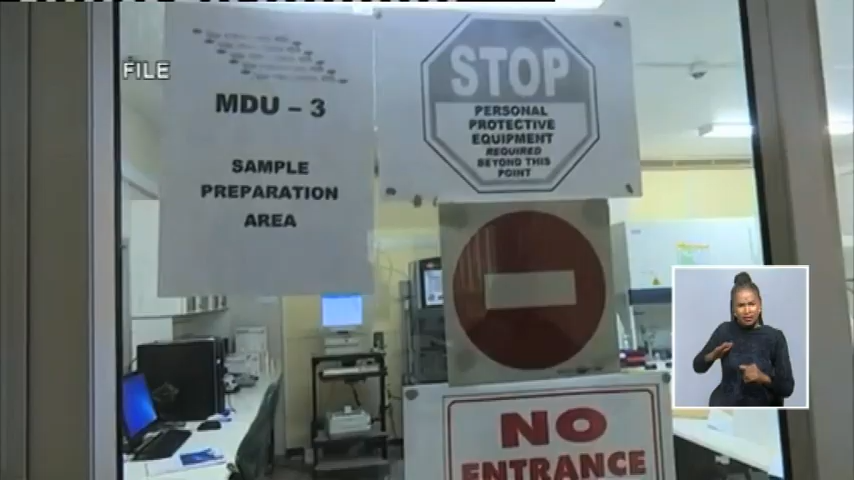 FILE
MDU – 3
SAMPLE
PREPARATION
AREA
STOP
PERSONAL
PROTECTIVE
EQUIPMENT
REQUIRED
BEYOND THIS
POINT
NO
ENTRANCE